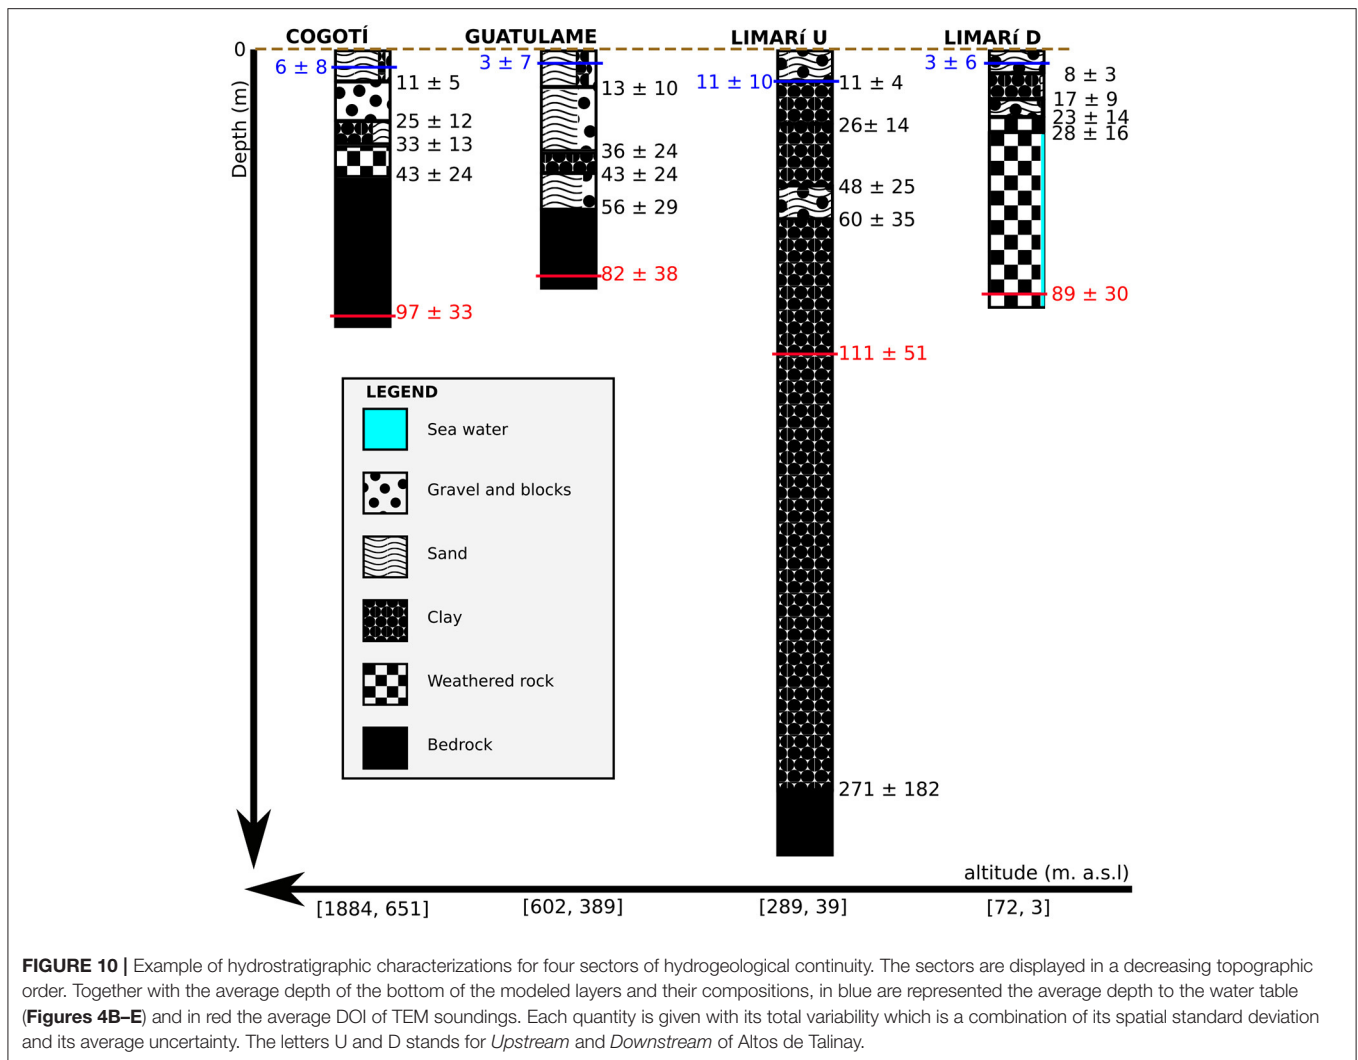 COGOTÍ GUATULAME LIMARí U LIMARí D
0
Depth (m)
6 ± 8
11 ± 5
25 ± 12
33 ± 13
43 ± 24
97 ± 33
3 ± 7
13 ± 10
36 ± 24
43 ± 24
56 ± 29
82 ± 38
11 ± 10
11 ± 4
26± 14
48 ± 25
60 ± 35
111 ± 51
271 ± 182
3 ± 6
8 ± 3
17 ± 9
23 ± 14
28 ± 16
89 ± 30
LEGEND
Sea water
Gravel and blocks
Sand
Clay
Weathered rock
Bedrock
altitude (m. a.s.l)
[1884, 651] [602, 389] [289, 39] [72, 3]
FIGURE 10 | Example of hydrostratigraphic characterizations for four sectors of hydrogeological continuity. The sectors are displayed in a decreasing topographic
order. Together with the average depth of the bottom of the modeled layers and their compositions, in blue are represented the average depth to the water table
(Figures 4B–E) and in red the average DOI of TEM soundings. Each quantity is given with its total variability which is a combination of its spatial standard deviation
and its average uncertainty. The letters U and D stands for Upstream and Downstream of Altos de Talinay.